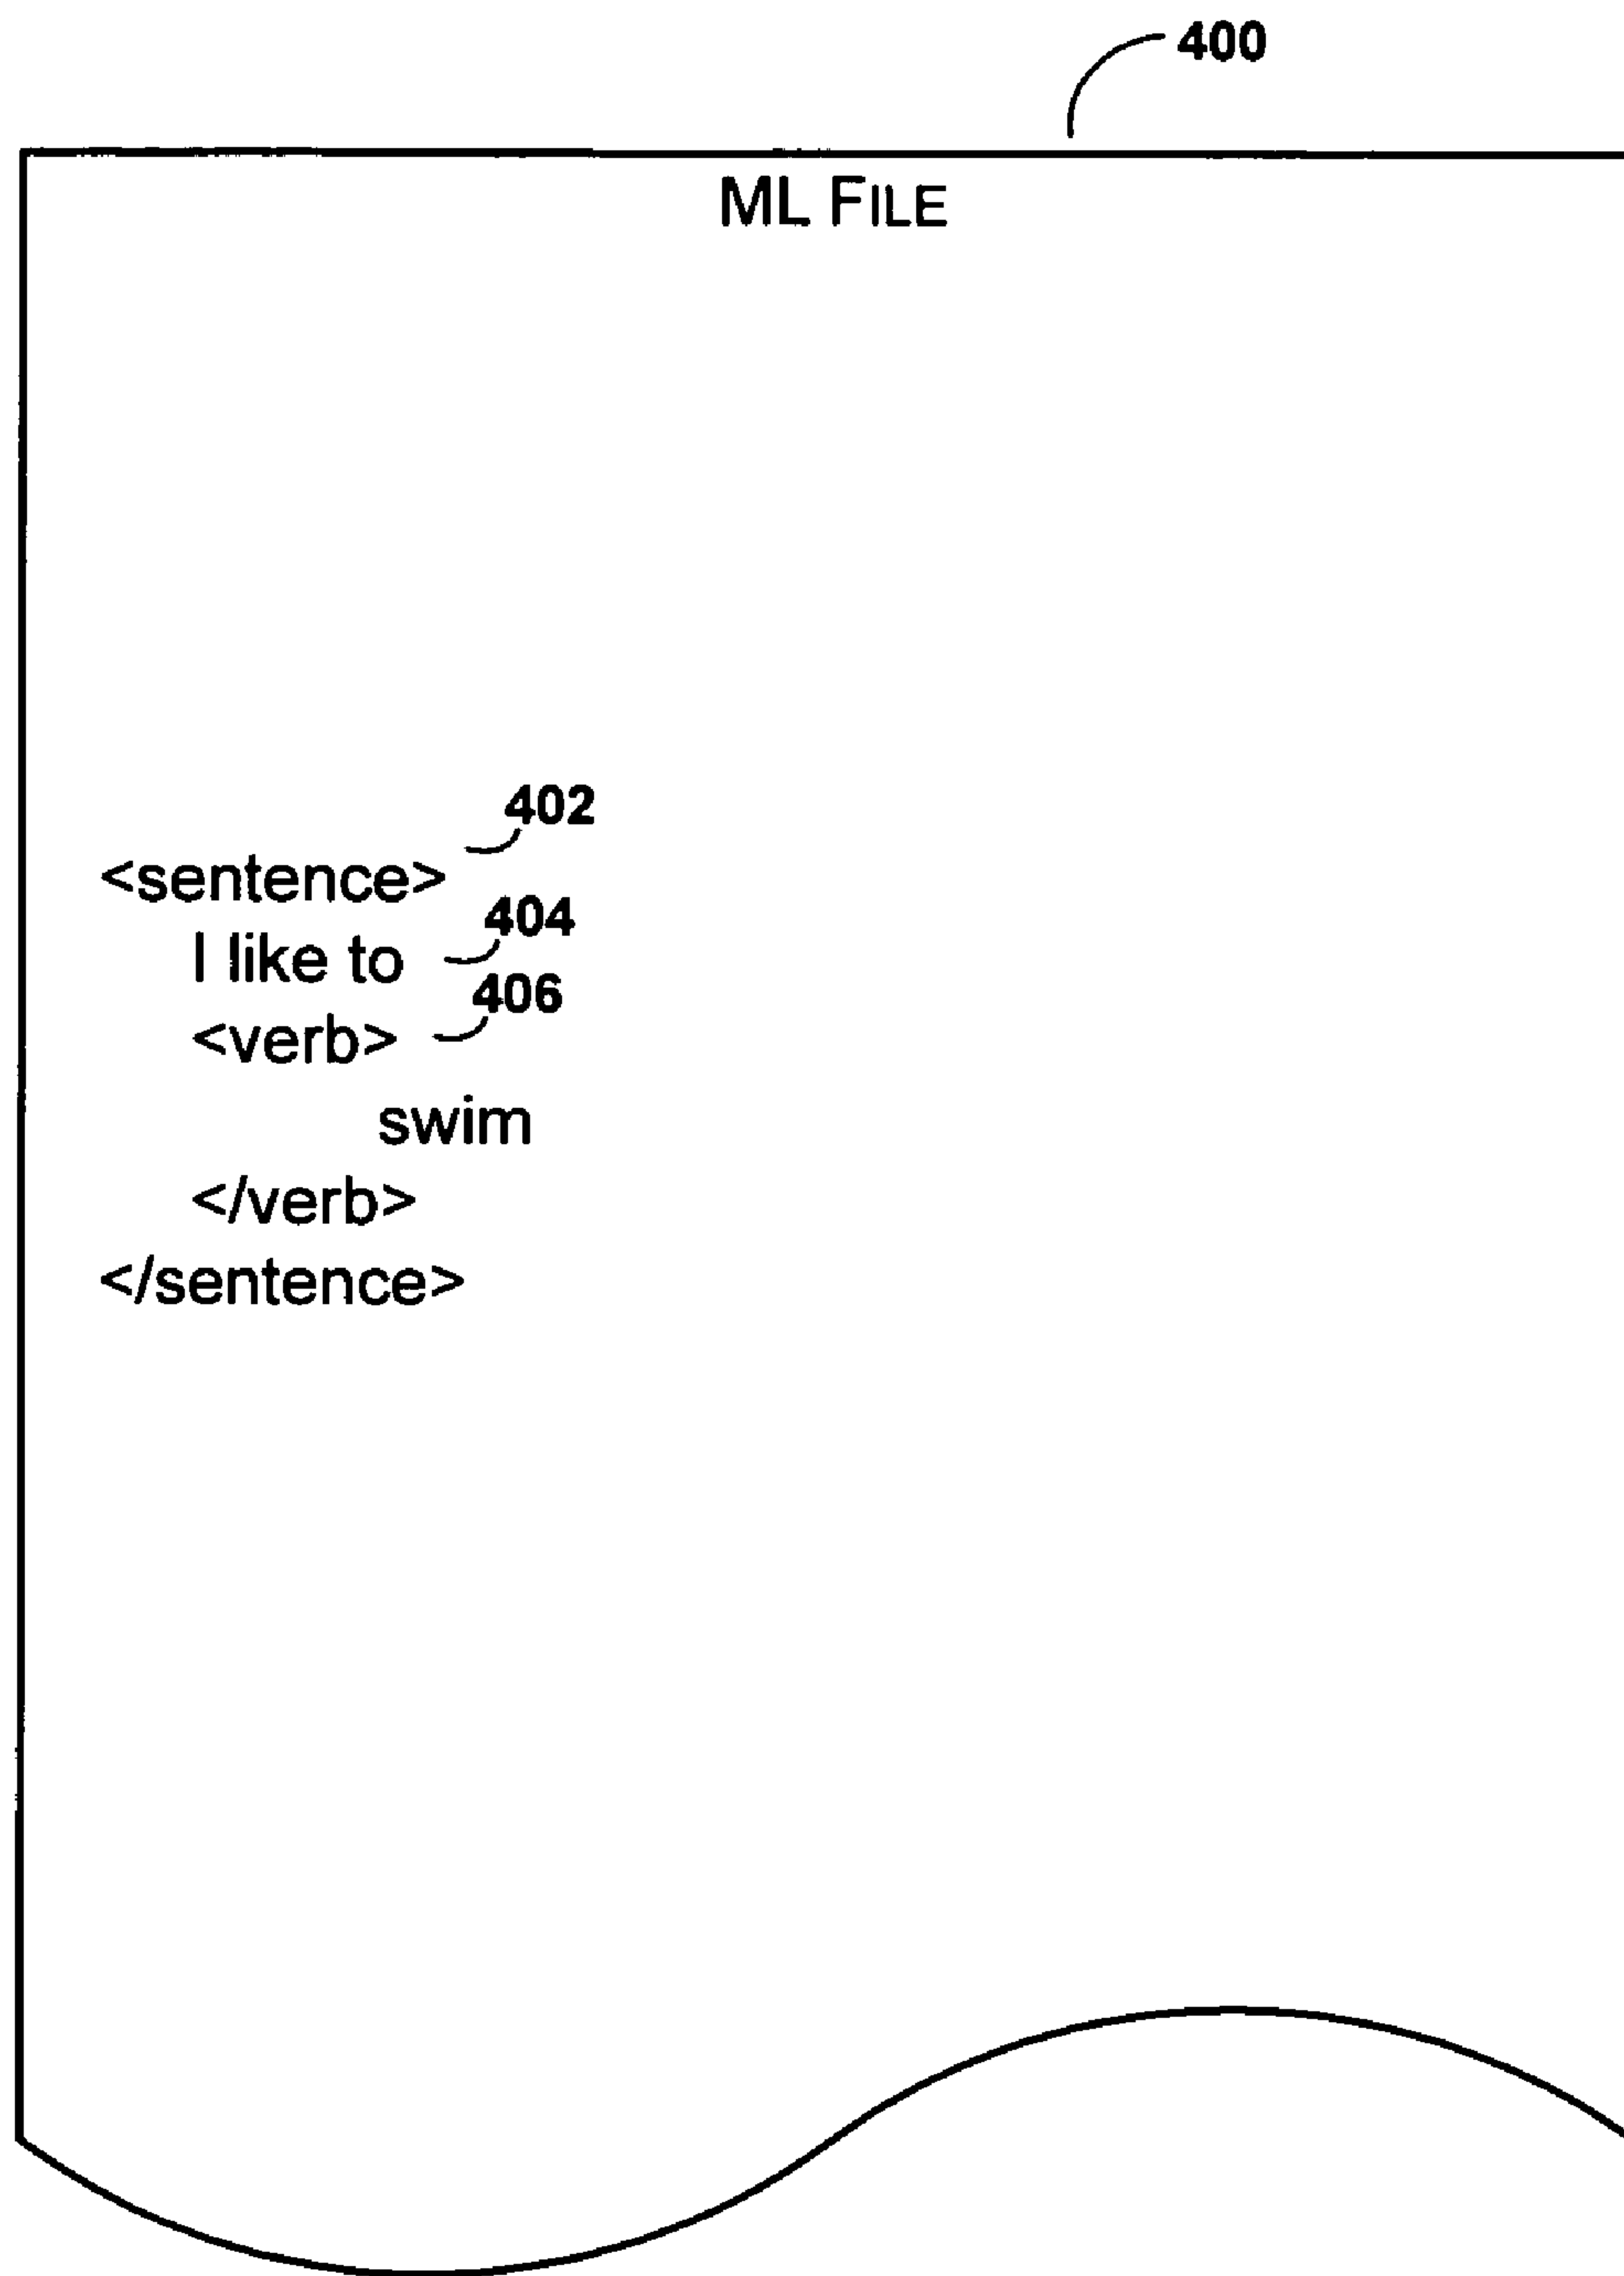 400
ML FILE
402
<sentence>
404
I like to
406
<verb>
swim
</verb>
</sentence>